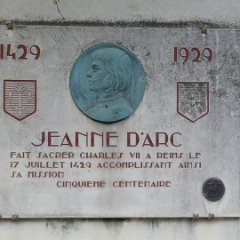 1429 1929
JEANNE D'ARC
FAIT SACRER CHARLES VII A REIMS LE
17 JUILLET 1429 ACCOMPLISSANT AINSI
SA MISSION
CINQUIEME CENTENAIRE